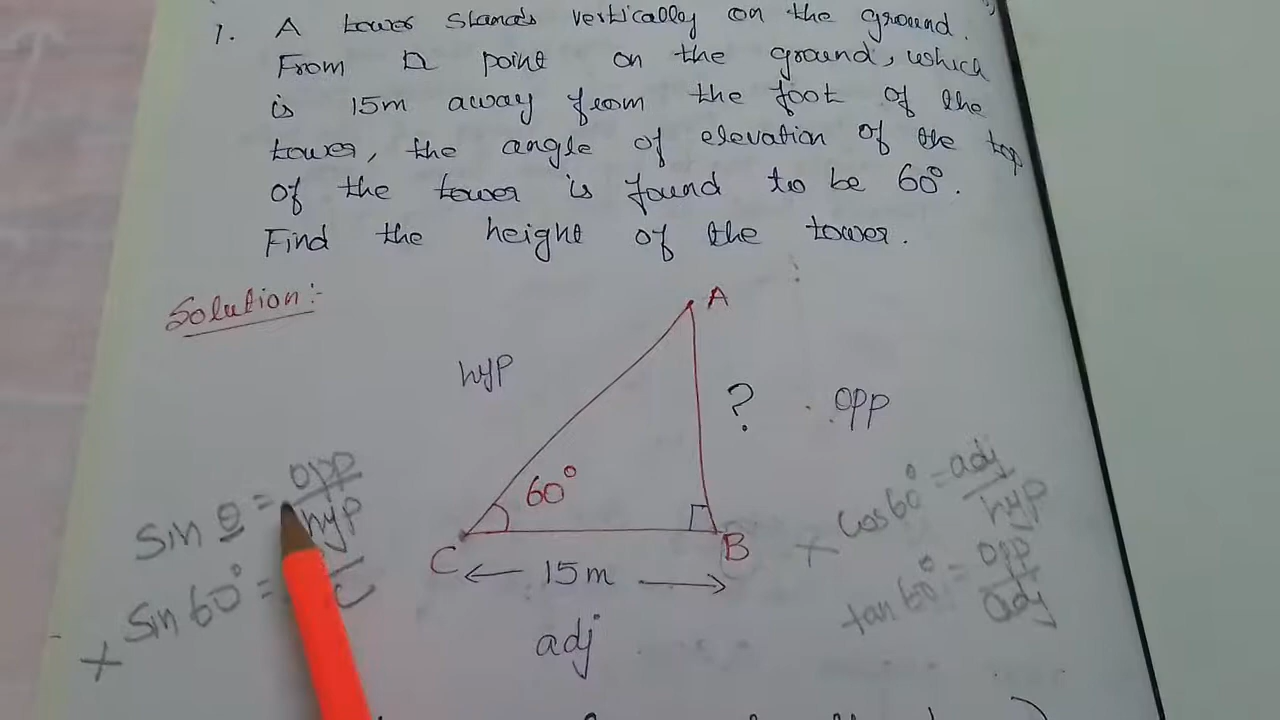 1. A tower stands vertically on the ground.
From a point on the ground, which
is 15m away from the foot of the
tower, the angle of elevation of the top
of the tower is found to be 60°.
Find the height of the tower.
Solution:-
A
hyp
?
opp
60°
C
B
15m
adj
sin θ = opp/hyp
× sin 60° =
× cos 60° = adj/hyp
tan 60° = opp/adj